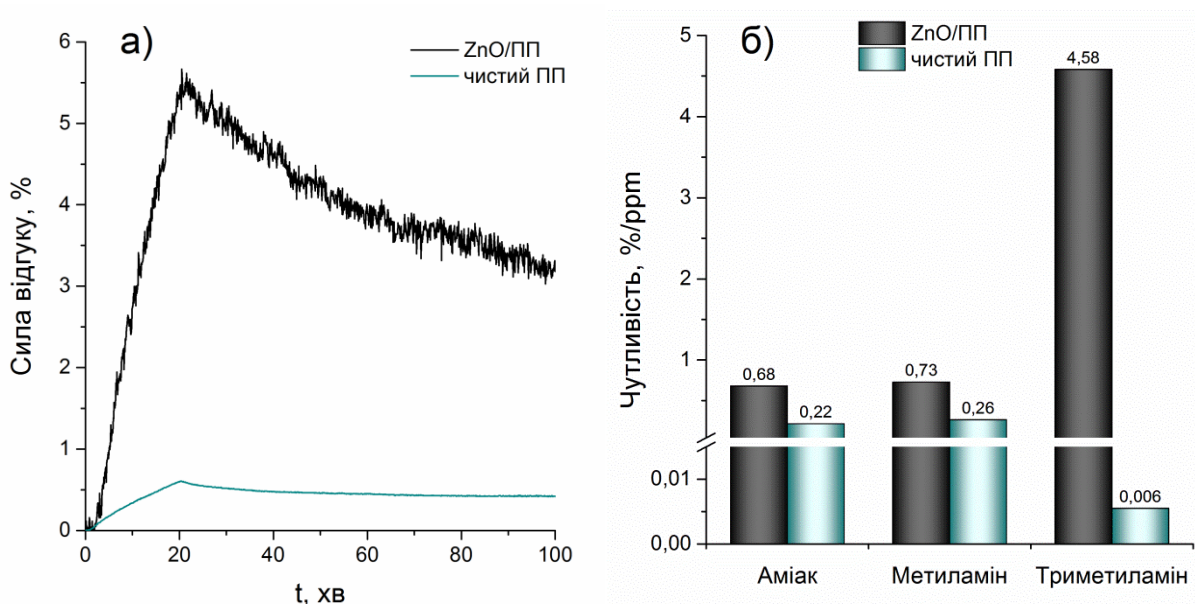 а)
ZnO/ПП
чистий ПП
Сила відгуку, %
6
5
4
3
2
1
0
0 20 40 60 80 100
t, хв
б)
ZnO/ПП
чистий ПП
Чутливість, %/ppm
5
4
3
2
1
0,01
0,00
0,68
0,22
0,73
0,26
4,58
0,006
Аміак Метиламін Триметиламін